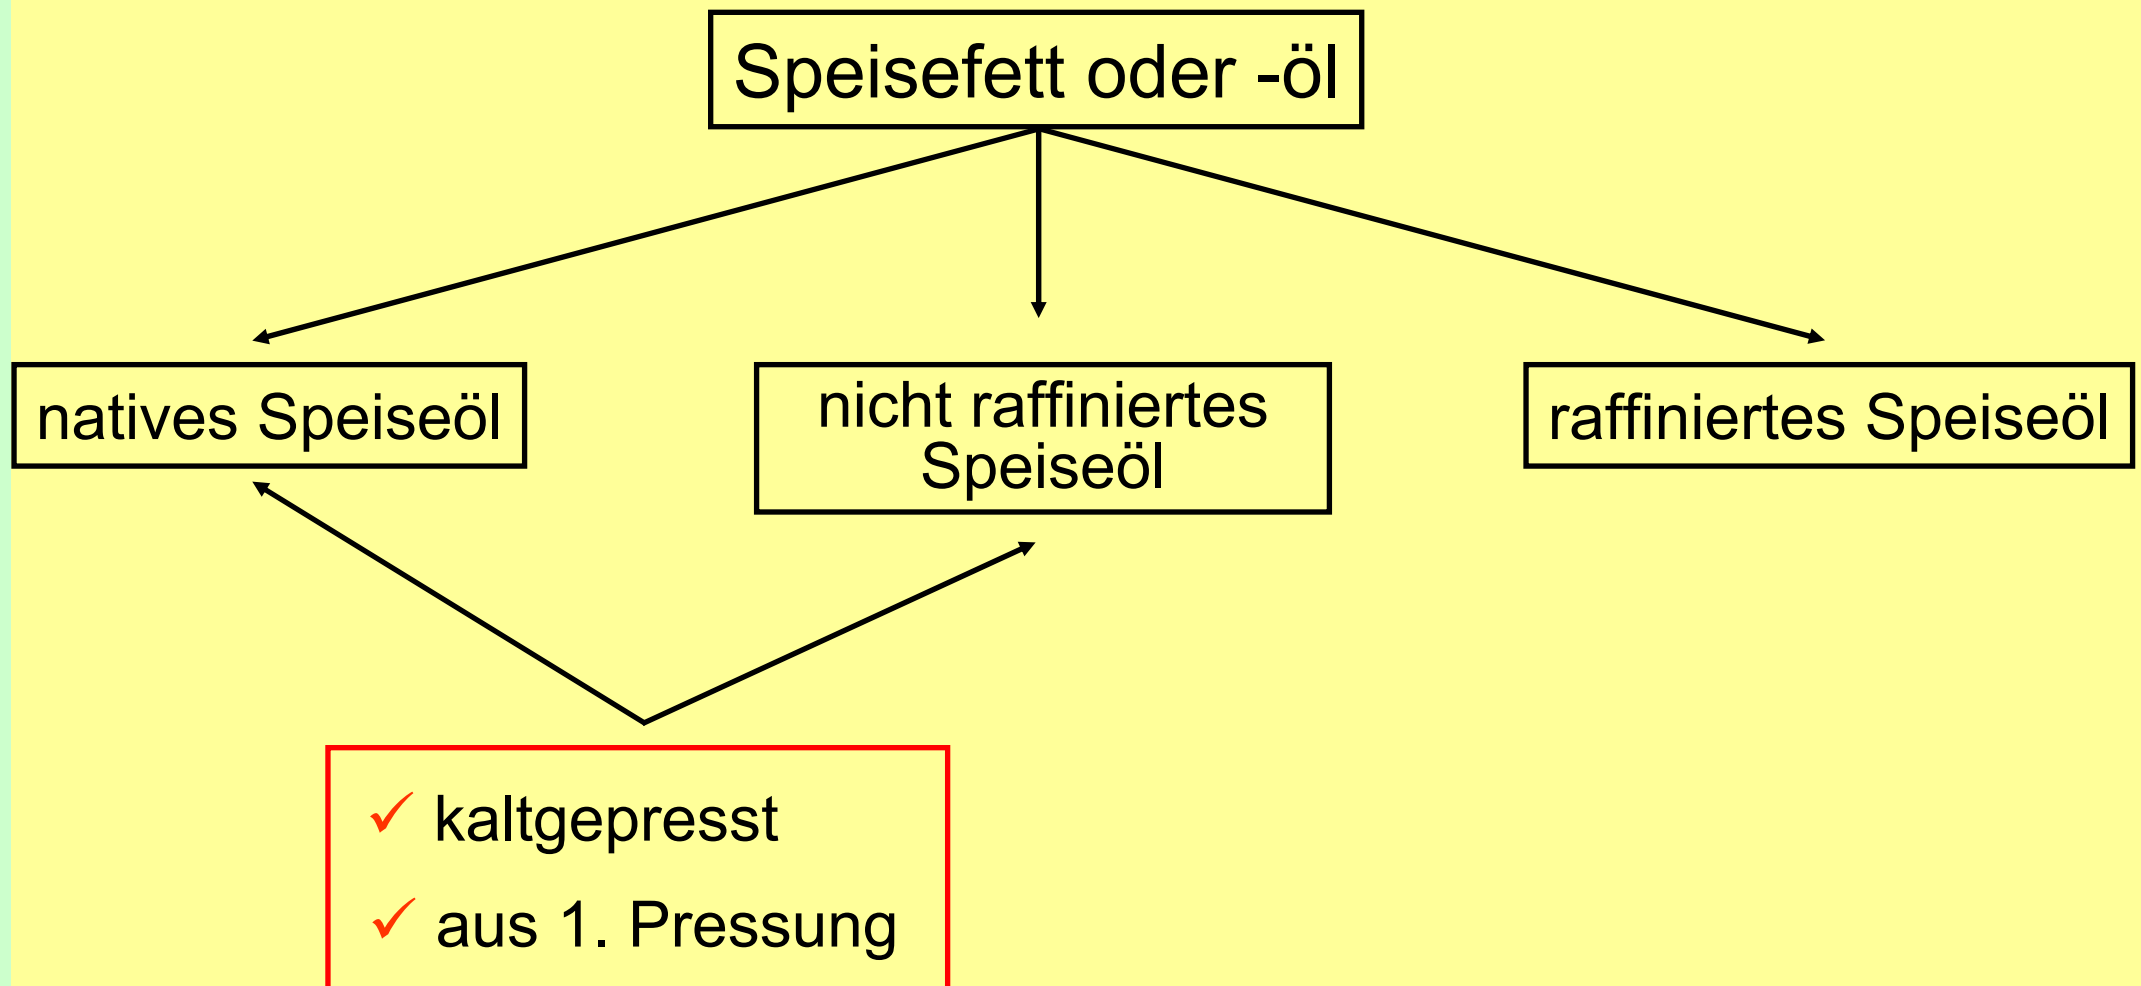 Speisefett oder -öl
natives Speiseöl
nicht raffiniertes
Speiseöl
raffiniertes Speiseöl
✓ kaltgepresst
✓ aus 1. Pressung